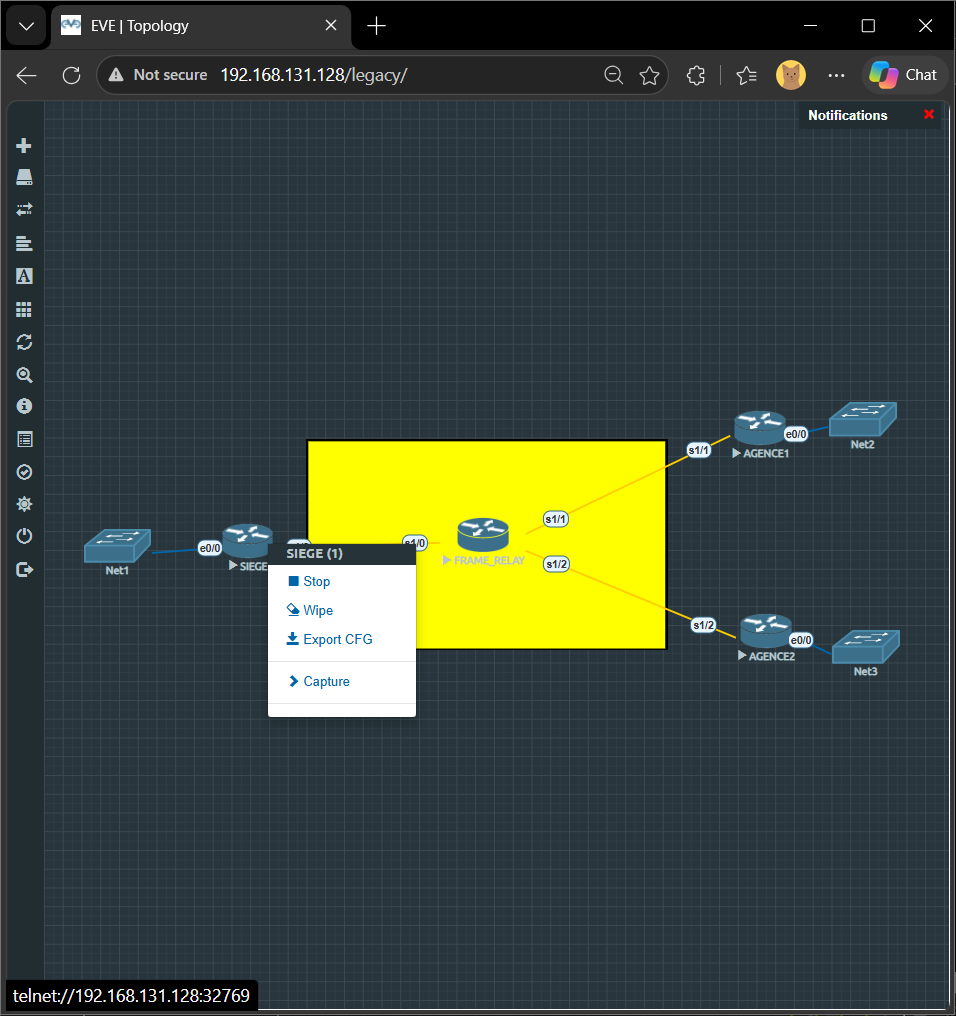 EVE | Topology
Not secure 192.168.131.128/legacy/
Chat
Notifications
s1/1
e0/0
AGENCE1
Net2
s1/1
e0/0
SIEGE
Net1
s1/0
FRAME_RELAY
s1/2
SIEGE (1)
Stop
Wipe
Export CFG
Capture
s1/2
e0/0
AGENCE2
Net3
telnet://192.168.131.128:32769